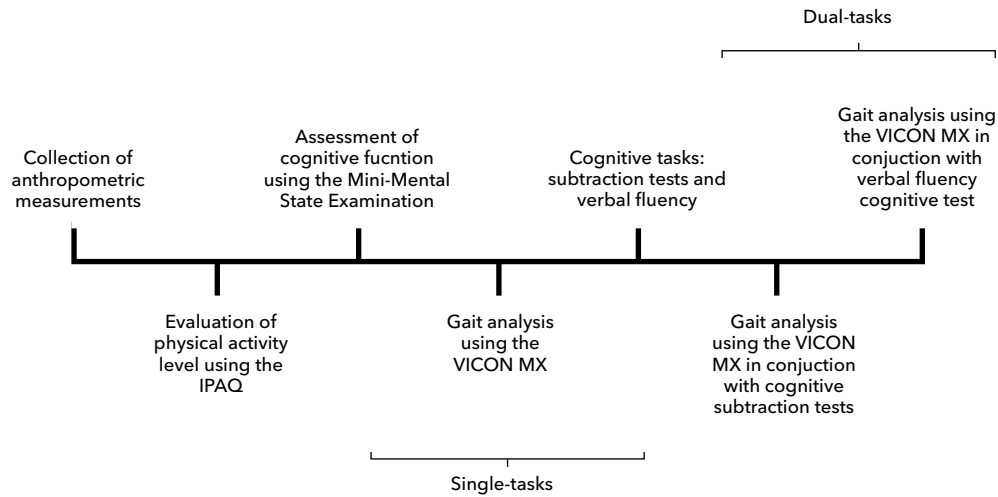 Dual-tasks
Collection of
anthropometric
measurements
Assessment of
cognitive fucntion
using the Mini-Mental
State Examination
Cognitive tasks:
subtraction tests and
verbal fluency
Gait analysis using
the VICON MX in
conjuction with
verbal fluency
cognitive test
Evaluation of
physical activity
level using the
IPAQ
Gait analysis
using the
VICON MX
Gait analysis
using the VICON
MX in conjuction
with cognitive
subtraction tests
Single-tasks